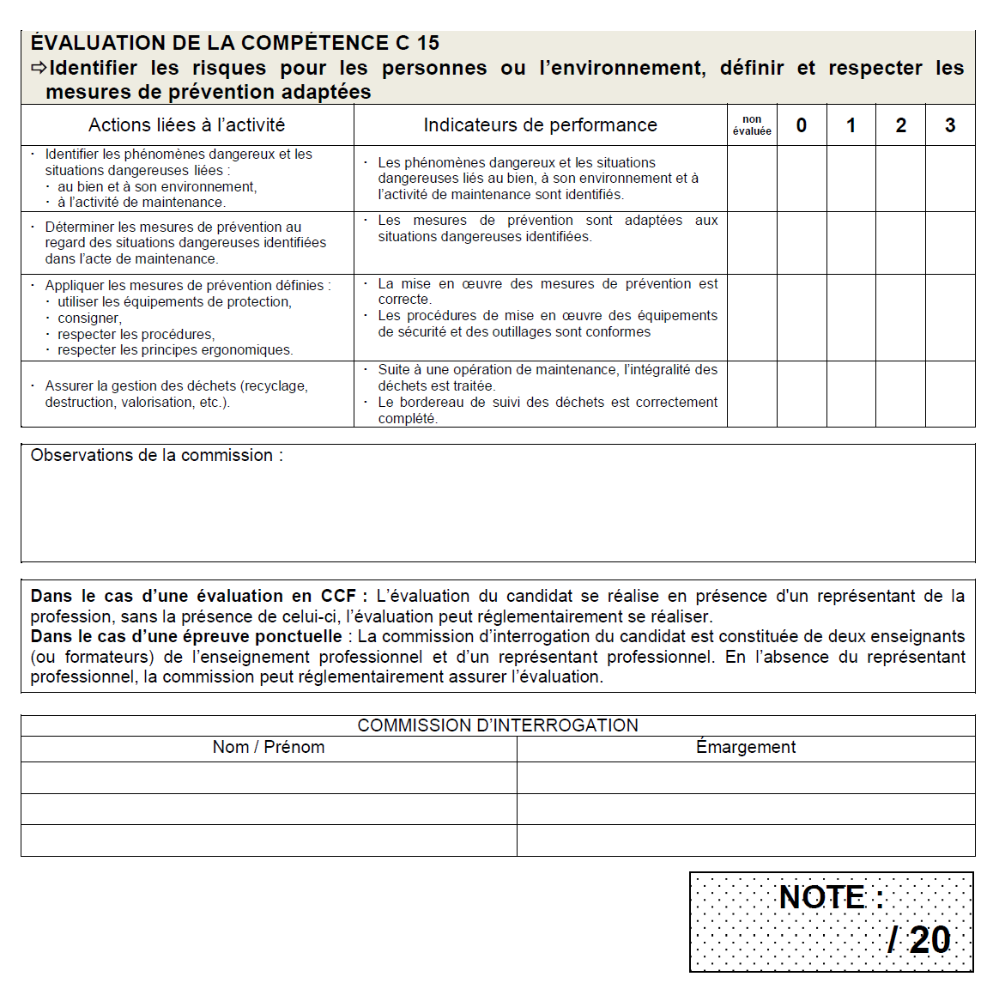 ÉVALUATION DE LA COMPÉTENCE C 15
⇨Identifier les risques pour les personnes ou l’environnement, définir et respecter les
mesures de prévention adaptées
Actions liées à l’activité
Indicateurs de performance
non
évaluée
0
1
2
3
· Identifier les phénomènes dangereux et les
situations dangereuses liées :
· au bien et à son environnement,
· à l’activité de maintenance.
· Les phénomènes dangereux et les situations
dangereuses liés au bien, à son environnement et à
l’activité de maintenance sont identifiés.
· Déterminer les mesures de prévention au
regard des situations dangereuses identifiées
dans l’acte de maintenance.
· Les mesures de prévention sont adaptées aux
situations dangereuses identifiées.
· Appliquer les mesures de prévention définies :
· utiliser les équipements de protection,
· consigner,
· respecter les procédures,
· respecter les principes ergonomiques.
· La mise en œuvre des mesures de prévention est
correcte.
· Les procédures de mise en œuvre des équipements
de sécurité et des outillages sont conformes
· Assurer la gestion des déchets (recyclage,
destruction, valorisation, etc.).
· Suite à une opération de maintenance, l’intégralité des
déchets est traitée.
· Le bordereau de suivi des déchets est correctement
complété.
Observations de la commission :
Dans le cas d’une évaluation en CCF : L’évaluation du candidat se réalise en présence d'un représentant de la
profession, sans la présence de celui-ci, l’évaluation peut réglementairement se réaliser.
Dans le cas d’une épreuve ponctuelle : La commission d’interrogation du candidat est constituée de deux enseignants
(ou formateurs) de l’enseignement professionnel et d’un représentant professionnel. En l’absence du représentant
professionnel, la commission peut réglementairement assurer l’évaluation.
COMMISSION D’INTERROGATION
Nom / Prénom
Émargement
NOTE :
/ 20